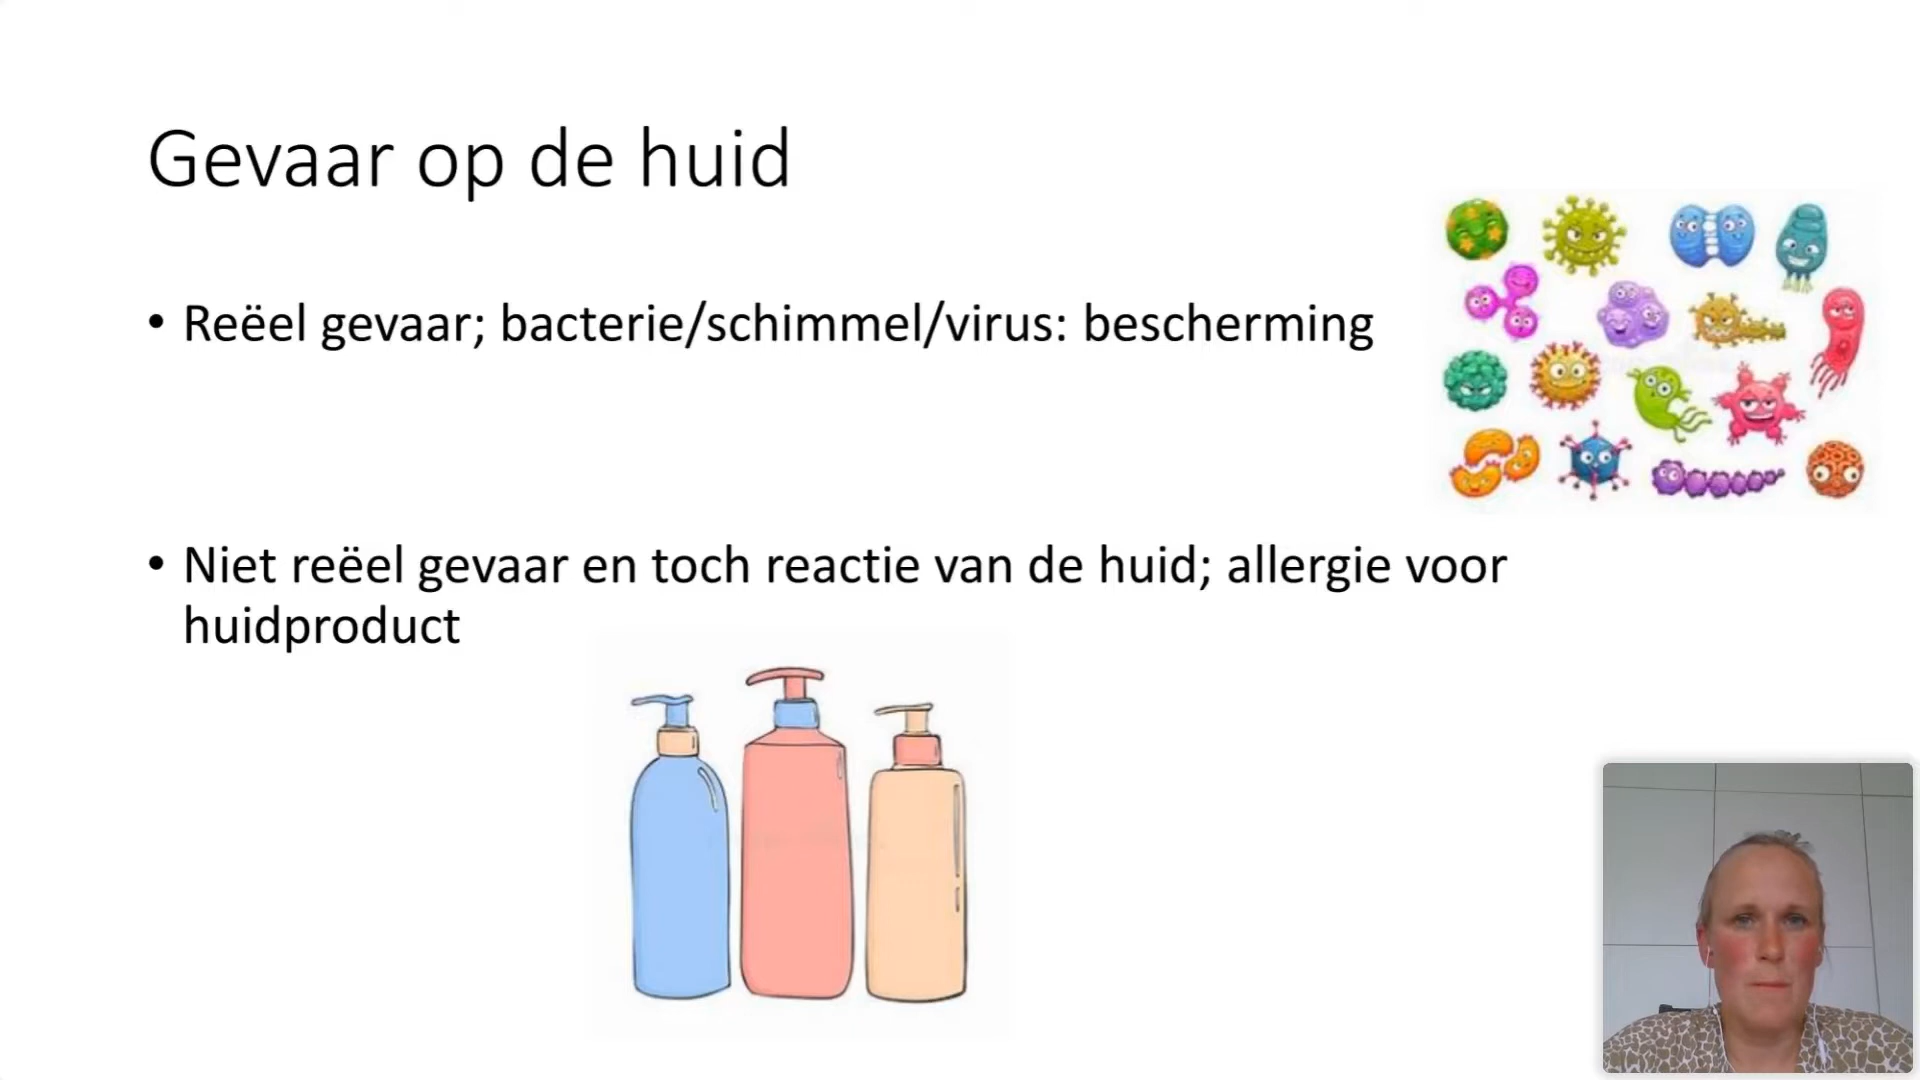 Gevaar op de huid
• Reëel gevaar; bacterie/schimmel/virus: bescherming
• Niet reëel gevaar en toch reactie van de huid; allergie voor
huidproduct